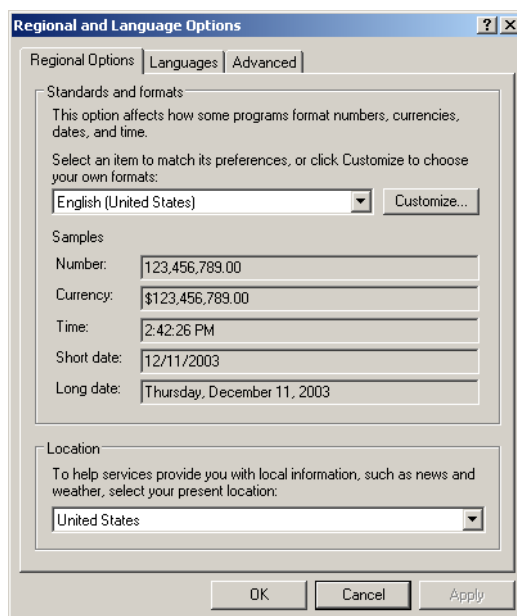 Regional and Language Options
Regional Options Languages Advanced
Standards and formats
This option affects how some programs format numbers, currencies,
dates, and time.
Select an item to match its preferences, or click Customize to choose
your own formats:
English (United States) Customize...
Samples
Number: 123,456,789.00
Currency: $123,456,789.00
Time: 2:42:26 PM
Short date: 12/11/2003
Long date: Thursday, December 11, 2003
Location
To help services provide you with local information, such as news and
weather, select your present location:
United States
OK Cancel Apply